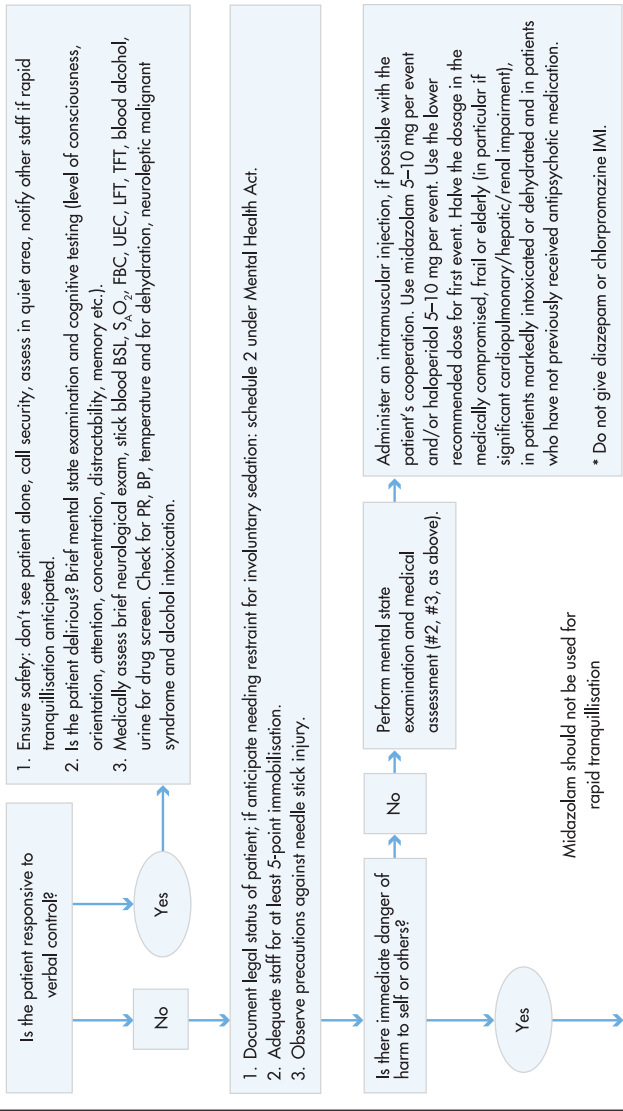 Is the patient responsive to
verbal control?
Yes
No
1. Ensure safety: don’t see patient alone, call security, assess in quiet area, notify other staff if rapid
tranquillisation anticipated.
2. Is the patient delirious? Brief mental state examination and cognitive testing (level of consciousness,
orientation, attention, concentration, distractability, memory etc.).
3. Medically assess brief neurological exam, stick blood BSL, SAO2, FBC, UEC, LFT, TFT, blood alcohol,
urine for drug screen. Check for PR, BP, temperature and for dehydration, neuroleptic malignant
syndrome and alcohol intoxication.
1. Document legal status of patient; if anticipate needing restraint for involuntary sedation: schedule 2 under Mental Health Act.
2. Adequate staff for at least 5-point immobilisation.
3. Observe precautions against needle stick injury.
Is there immediate danger of
harm to self or others?
No
Perform mental state
examination and medical
assessment (#2, #3, as above).
Administer an intramuscular injection, if possible with the
patient’s cooperation. Use midazolam 5–10 mg per event
and/or haloperidol 5–10 mg per event. Use the lower
recommended dose for first event. Halve the dosage in the
medically compromised, frail or elderly (in particular if
significant cardiopulmonary/hepatic/renal impairment),
in patients markedly intoxicated or dehydrated and in patients
who have not previously received antipsychotic medication.
* Do not give diazepam or chlorpromazine IMI.
Yes
Midazolam should not be used for
rapid tranquillisation